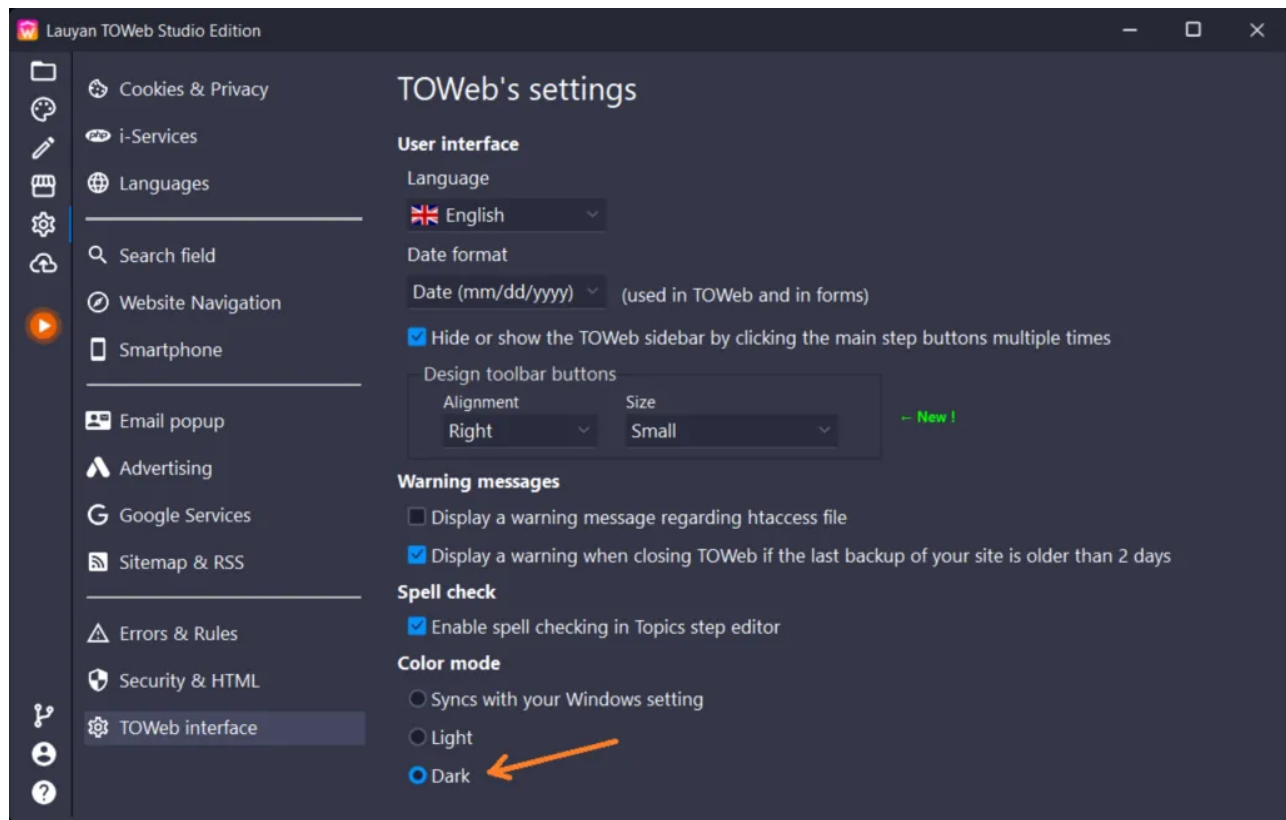 Lauyan TOWeb Studio Edition
Cookies & Privacy
php i-Services
Languages
Search field
Website Navigation
Smartphone
Email popup
Advertising
G Google Services
Sitemap & RSS
Errors & Rules
Security & HTML
TOWeb interface
TOWeb's settings
User interface
Language
English
Date format
Date (mm/dd/yyyy) (used in TOWeb and in forms)
Hide or show the TOWeb sidebar by clicking the main step buttons multiple times
Design toolbar buttons
Alignment Size
Right Small
← New !
Warning messages
Display a warning message regarding htaccess file
Display a warning when closing TOWeb if the last backup of your site is older than 2 days
Spell check
Enable spell checking in Topics step editor
Color mode
Syncs with your Windows setting
Light
Dark